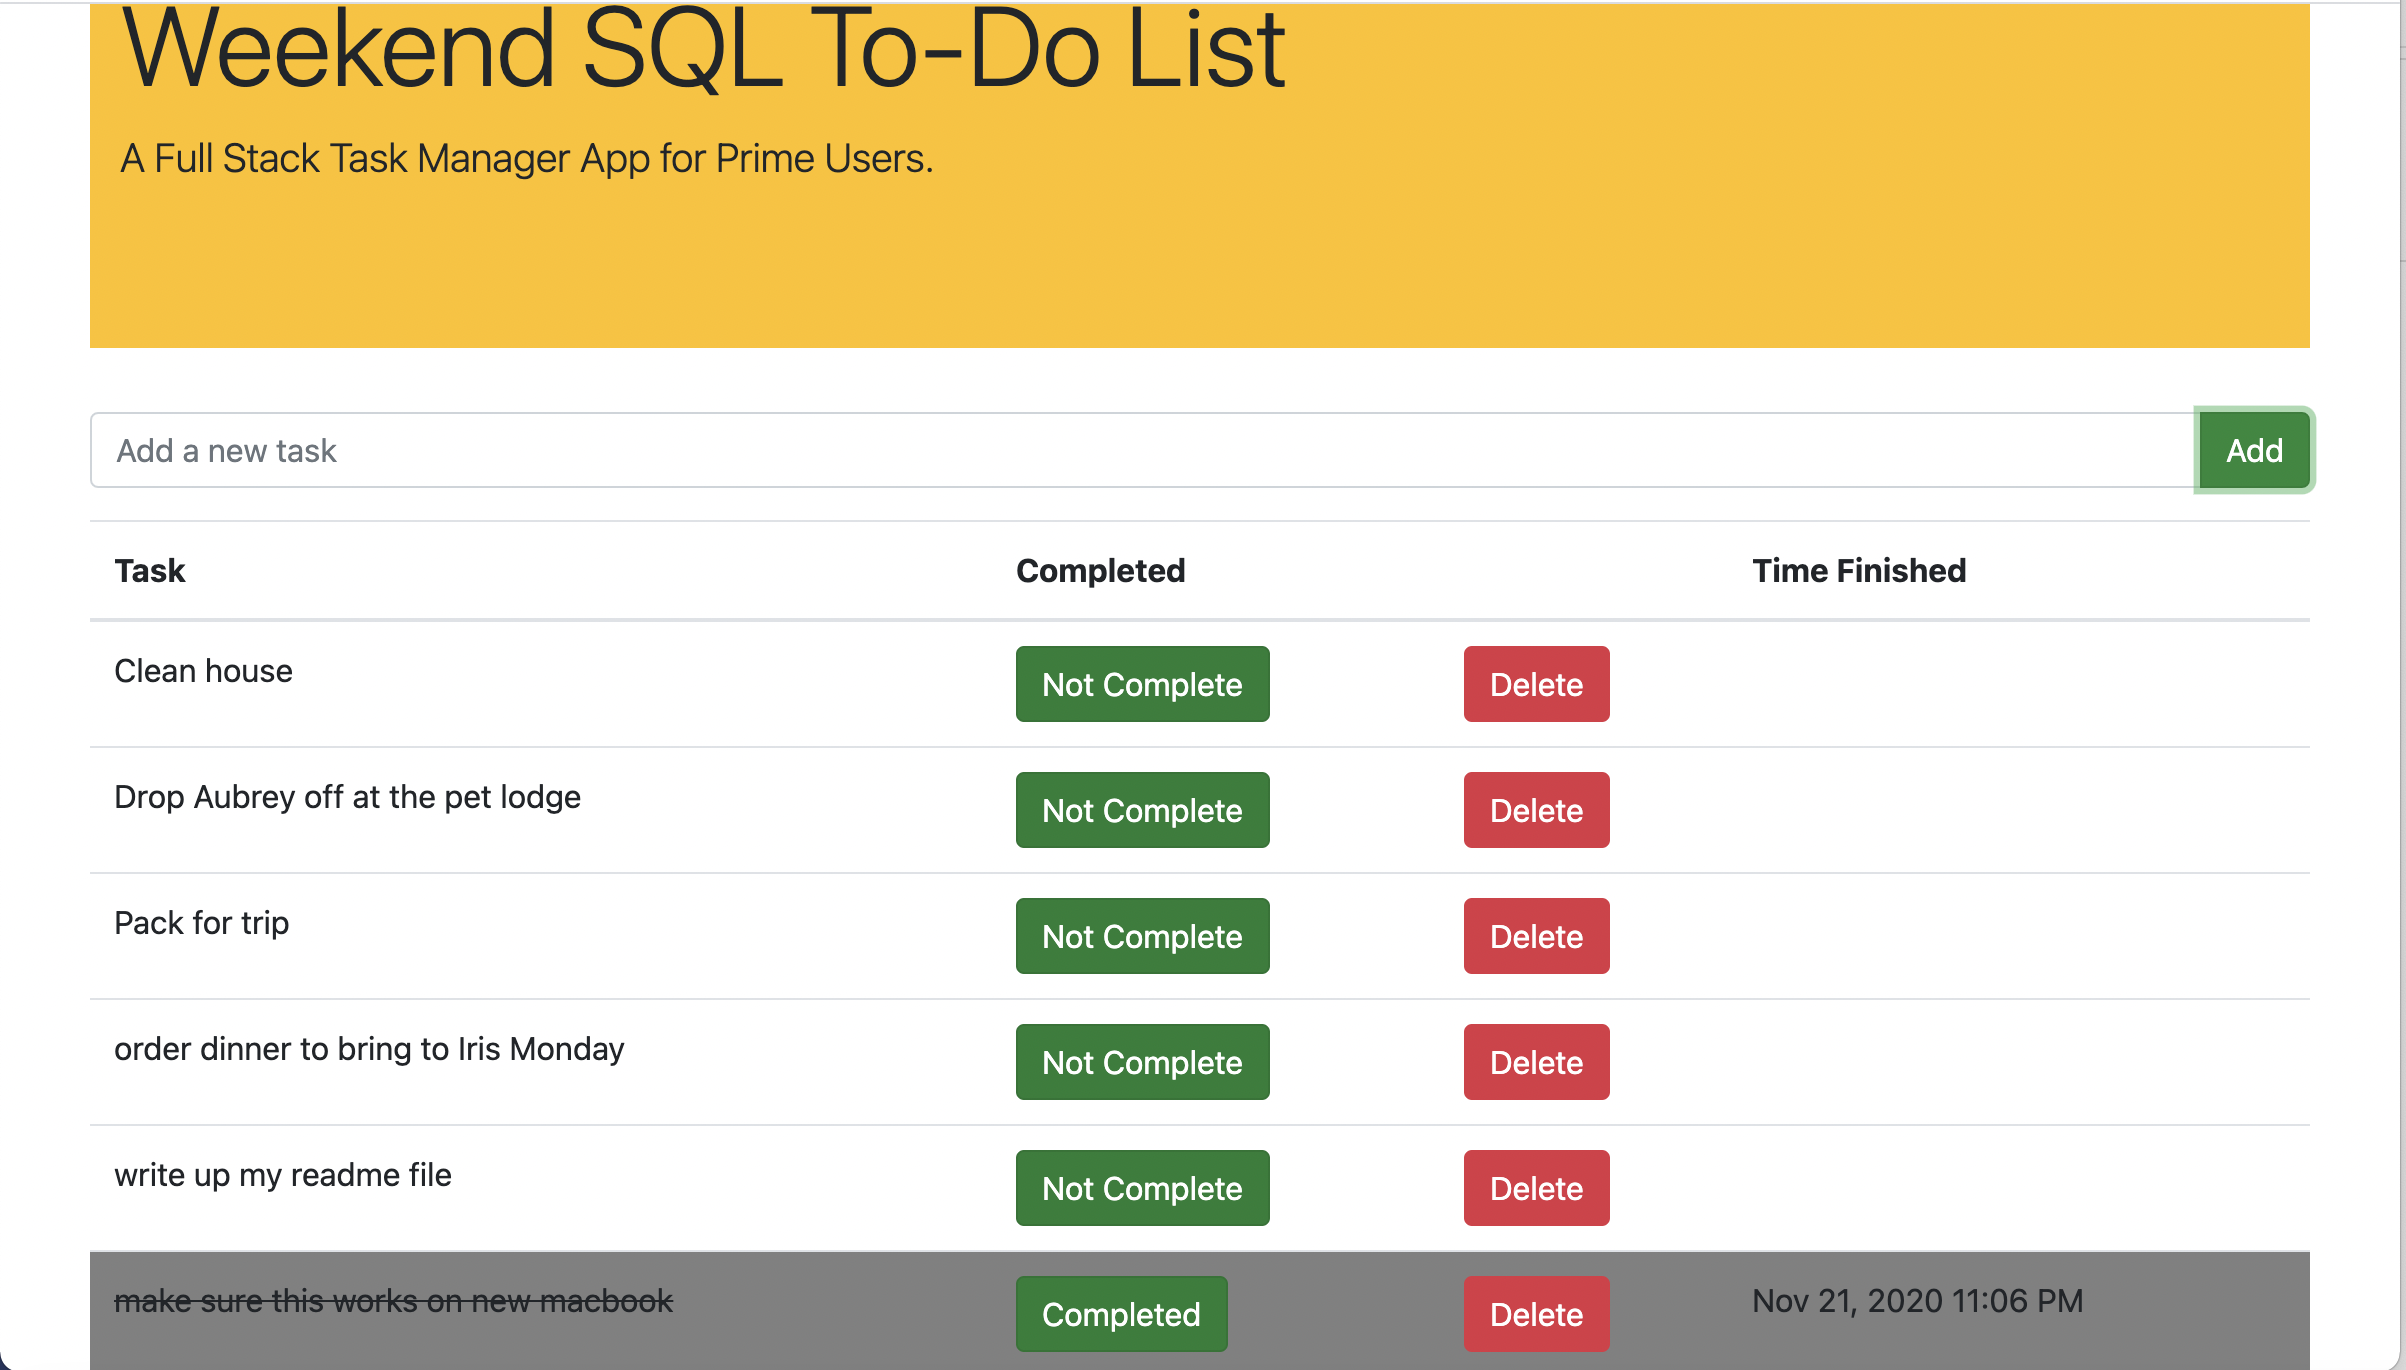 Weekend SQL To-Do List
A Full Stack Task Manager App for Prime Users.
Add a new task Add
Task Completed Time Finished
Clean house Not Complete Delete
Drop Aubrey off at the pet lodge Not Complete Delete
Pack for trip Not Complete Delete
order dinner to bring to Iris Monday Not Complete Delete
write up my readme file Not Complete Delete
make sure this works on new macbook Completed Delete Nov 21, 2020 11:06 PM